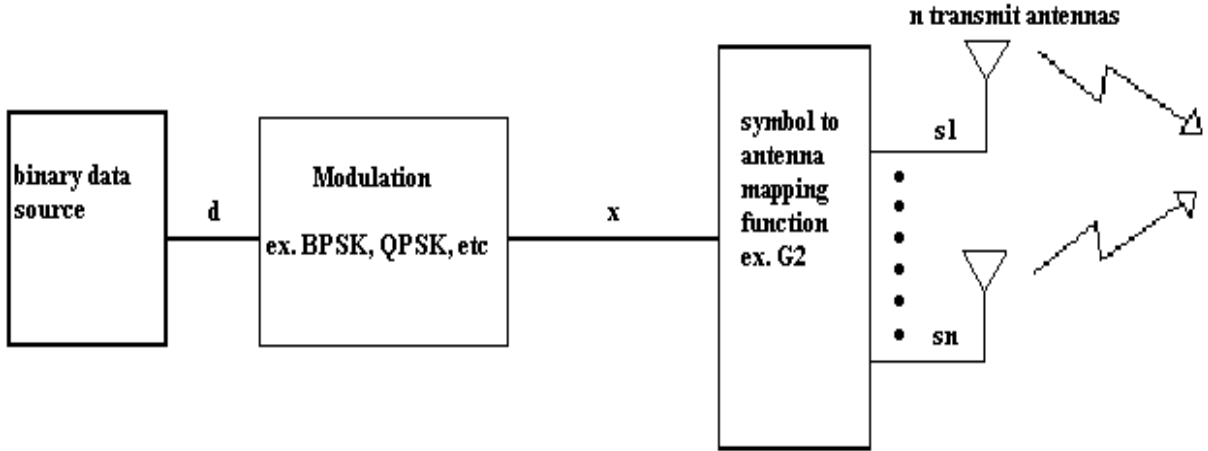 n transmit antennas
binary data
source
d
Modulation
ex. BPSK, QPSK, etc
x
symbol to
antenna
mapping
function
ex. G2
s1
sn